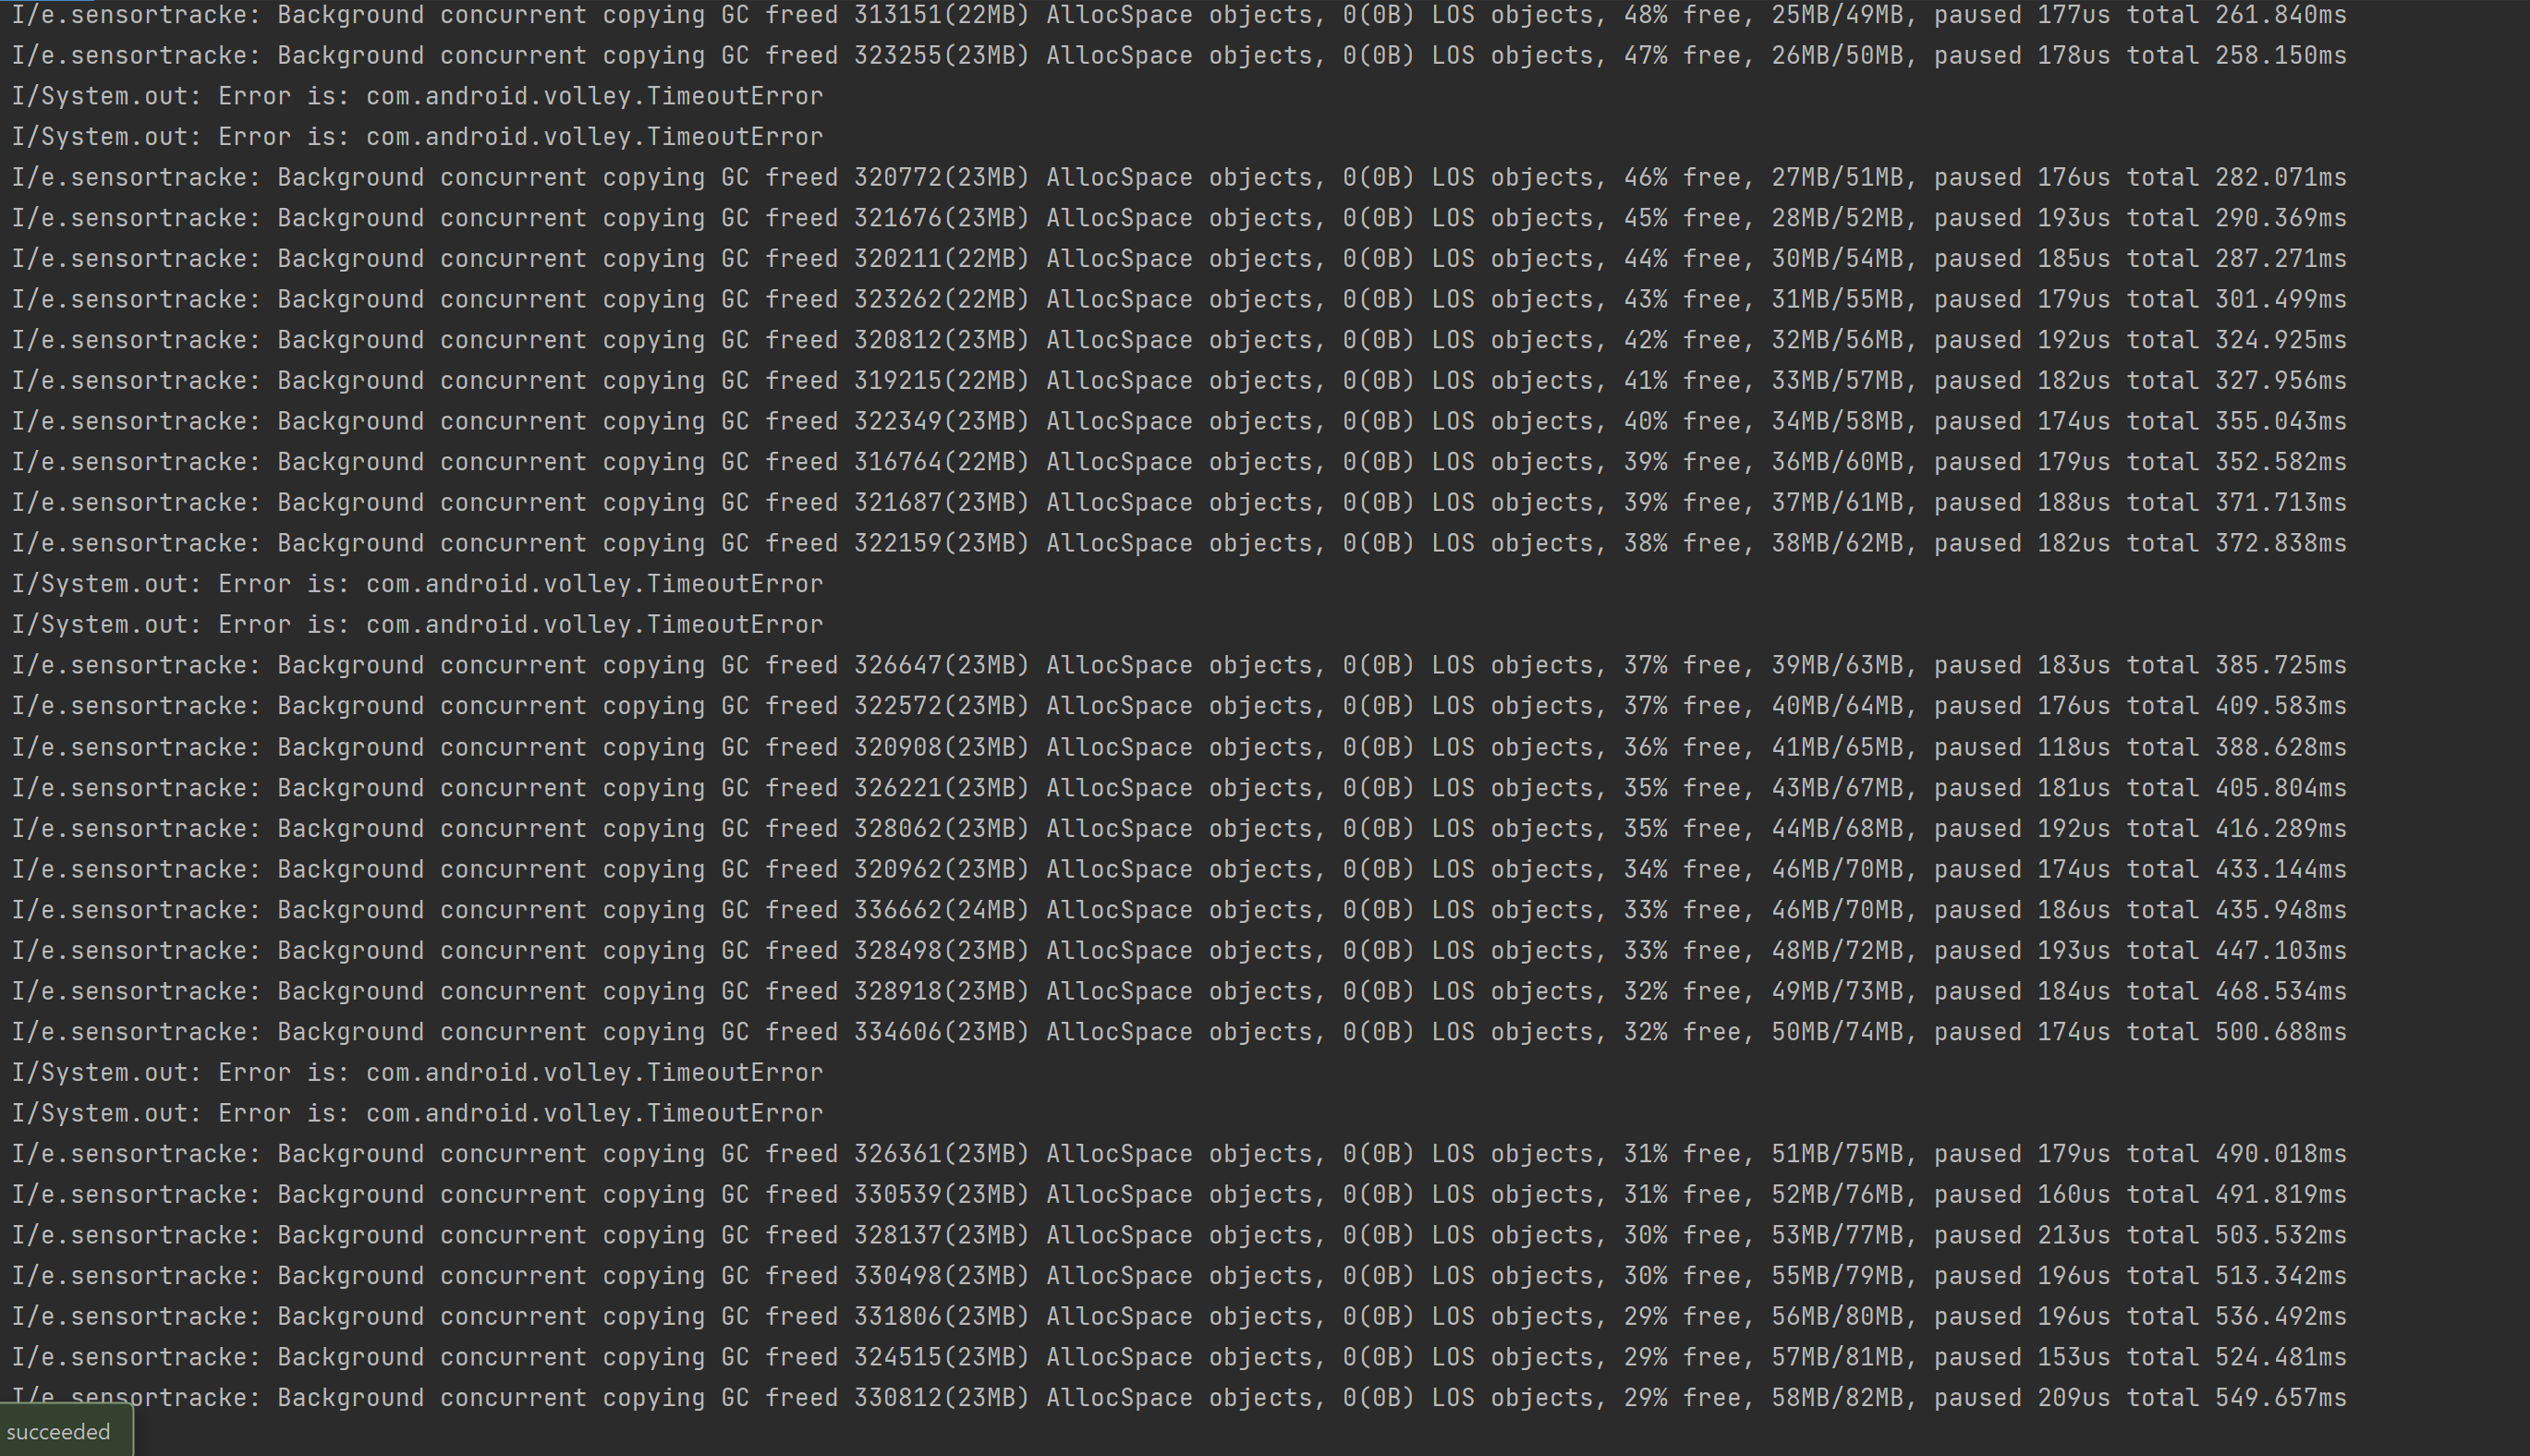 I/e.sensortracke: Background concurrent copying GC freed 313151(22MB) AllocSpace objects, 0(0B) LOS objects, 48% free, 25MB/49MB, paused 177us total 261.840ms
I/e.sensortracke: Background concurrent copying GC freed 323255(23MB) AllocSpace objects, 0(0B) LOS objects, 47% free, 26MB/50MB, paused 178us total 258.150ms
I/System.out: Error is: com.android.volley.TimeoutError
I/System.out: Error is: com.android.volley.TimeoutError
I/e.sensortracke: Background concurrent copying GC freed 320772(23MB) AllocSpace objects, 0(0B) LOS objects, 46% free, 27MB/51MB, paused 176us total 282.071ms
I/e.sensortracke: Background concurrent copying GC freed 321676(23MB) AllocSpace objects, 0(0B) LOS objects, 45% free, 28MB/52MB, paused 193us total 290.369ms
I/e.sensortracke: Background concurrent copying GC freed 320211(22MB) AllocSpace objects, 0(0B) LOS objects, 44% free, 30MB/54MB, paused 185us total 287.271ms
I/e.sensortracke: Background concurrent copying GC freed 323262(22MB) AllocSpace objects, 0(0B) LOS objects, 43% free, 31MB/55MB, paused 179us total 301.499ms
I/e.sensortracke: Background concurrent copying GC freed 320812(23MB) AllocSpace objects, 0(0B) LOS objects, 42% free, 32MB/56MB, paused 192us total 324.925ms
I/e.sensortracke: Background concurrent copying GC freed 319215(22MB) AllocSpace objects, 0(0B) LOS objects, 41% free, 33MB/57MB, paused 182us total 327.956ms
I/e.sensortracke: Background concurrent copying GC freed 322349(23MB) AllocSpace objects, 0(0B) LOS objects, 40% free, 34MB/58MB, paused 174us total 355.043ms
I/e.sensortracke: Background concurrent copying GC freed 316764(22MB) AllocSpace objects, 0(0B) LOS objects, 39% free, 36MB/60MB, paused 179us total 352.582ms
I/e.sensortracke: Background concurrent copying GC freed 321687(23MB) AllocSpace objects, 0(0B) LOS objects, 39% free, 37MB/61MB, paused 188us total 371.713ms
I/e.sensortracke: Background concurrent copying GC freed 322159(23MB) AllocSpace objects, 0(0B) LOS objects, 38% free, 38MB/62MB, paused 182us total 372.838ms
I/System.out: Error is: com.android.volley.TimeoutError
I/System.out: Error is: com.android.volley.TimeoutError
I/e.sensortracke: Background concurrent copying GC freed 326647(23MB) AllocSpace objects, 0(0B) LOS objects, 37% free, 39MB/63MB, paused 183us total 385.725ms
I/e.sensortracke: Background concurrent copying GC freed 322572(23MB) AllocSpace objects, 0(0B) LOS objects, 37% free, 40MB/64MB, paused 176us total 409.583ms
I/e.sensortracke: Background concurrent copying GC freed 320908(23MB) AllocSpace objects, 0(0B) LOS objects, 36% free, 41MB/65MB, paused 118us total 388.628ms
I/e.sensortracke: Background concurrent copying GC freed 326221(23MB) AllocSpace objects, 0(0B) LOS objects, 35% free, 43MB/67MB, paused 181us total 405.804ms
I/e.sensortracke: Background concurrent copying GC freed 328062(23MB) AllocSpace objects, 0(0B) LOS objects, 35% free, 44MB/68MB, paused 192us total 416.289ms
I/e.sensortracke: Background concurrent copying GC freed 320962(23MB) AllocSpace objects, 0(0B) LOS objects, 34% free, 46MB/70MB, paused 174us total 433.144ms
I/e.sensortracke: Background concurrent copying GC freed 336662(24MB) AllocSpace objects, 0(0B) LOS objects, 33% free, 46MB/70MB, paused 186us total 435.948ms
I/e.sensortracke: Background concurrent copying GC freed 328498(23MB) AllocSpace objects, 0(0B) LOS objects, 33% free, 48MB/72MB, paused 193us total 447.103ms
I/e.sensortracke: Background concurrent copying GC freed 328918(23MB) AllocSpace objects, 0(0B) LOS objects, 32% free, 49MB/73MB, paused 184us total 468.534ms
I/e.sensortracke: Background concurrent copying GC freed 334606(23MB) AllocSpace objects, 0(0B) LOS objects, 32% free, 50MB/74MB, paused 174us total 500.688ms
I/System.out: Error is: com.android.volley.TimeoutError
I/System.out: Error is: com.android.volley.TimeoutError
I/e.sensortracke: Background concurrent copying GC freed 326361(23MB) AllocSpace objects, 0(0B) LOS objects, 31% free, 51MB/75MB, paused 179us total 490.018ms
I/e.sensortracke: Background concurrent copying GC freed 330539(23MB) AllocSpace objects, 0(0B) LOS objects, 31% free, 52MB/76MB, paused 160us total 491.819ms
I/e.sensortracke: Background concurrent copying GC freed 328137(23MB) AllocSpace objects, 0(0B) LOS objects, 30% free, 53MB/77MB, paused 213us total 503.532ms
I/e.sensortracke: Background concurrent copying GC freed 330498(23MB) AllocSpace objects, 0(0B) LOS objects, 30% free, 55MB/79MB, paused 196us total 513.342ms
I/e.sensortracke: Background concurrent copying GC freed 331806(23MB) AllocSpace objects, 0(0B) LOS objects, 29% free, 56MB/80MB, paused 196us total 536.492ms
I/e.sensortracke: Background concurrent copying GC freed 324515(23MB) AllocSpace objects, 0(0B) LOS objects, 29% free, 57MB/81MB, paused 153us total 524.481ms
I/e.sensortracke: Background concurrent copying GC freed 330812(23MB) AllocSpace objects, 0(0B) LOS objects, 29% free, 58MB/82MB, paused 209us total 549.657ms
succeeded